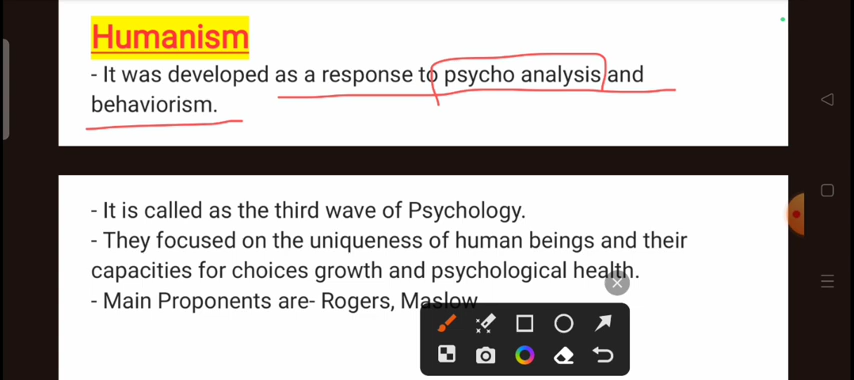 Humanism
- It was developed as a response to psycho analysis and
behaviorism.
- It is called as the third wave of Psychology.
- They focused on the uniqueness of human beings and their
capacities for choices growth and psychological health.
- Main Proponents are- Rogers, Maslow